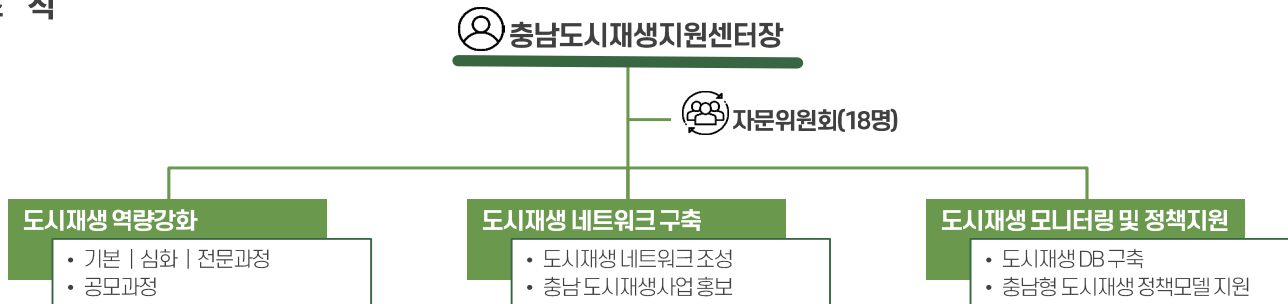 직
충남도시재생지원센터장
자문위원회(18명)
도시재생 역량강화
• 기본 | 심화 | 전문과정
• 공모과정
도시재생 네트워크 구축
• 도시재생 네트워크 조성
• 충남 도시재생사업 홍보
도시재생 모니터링 및 정책지원
• 도시재생 DB 구축
• 충남형 도시재생 정책모델 지원